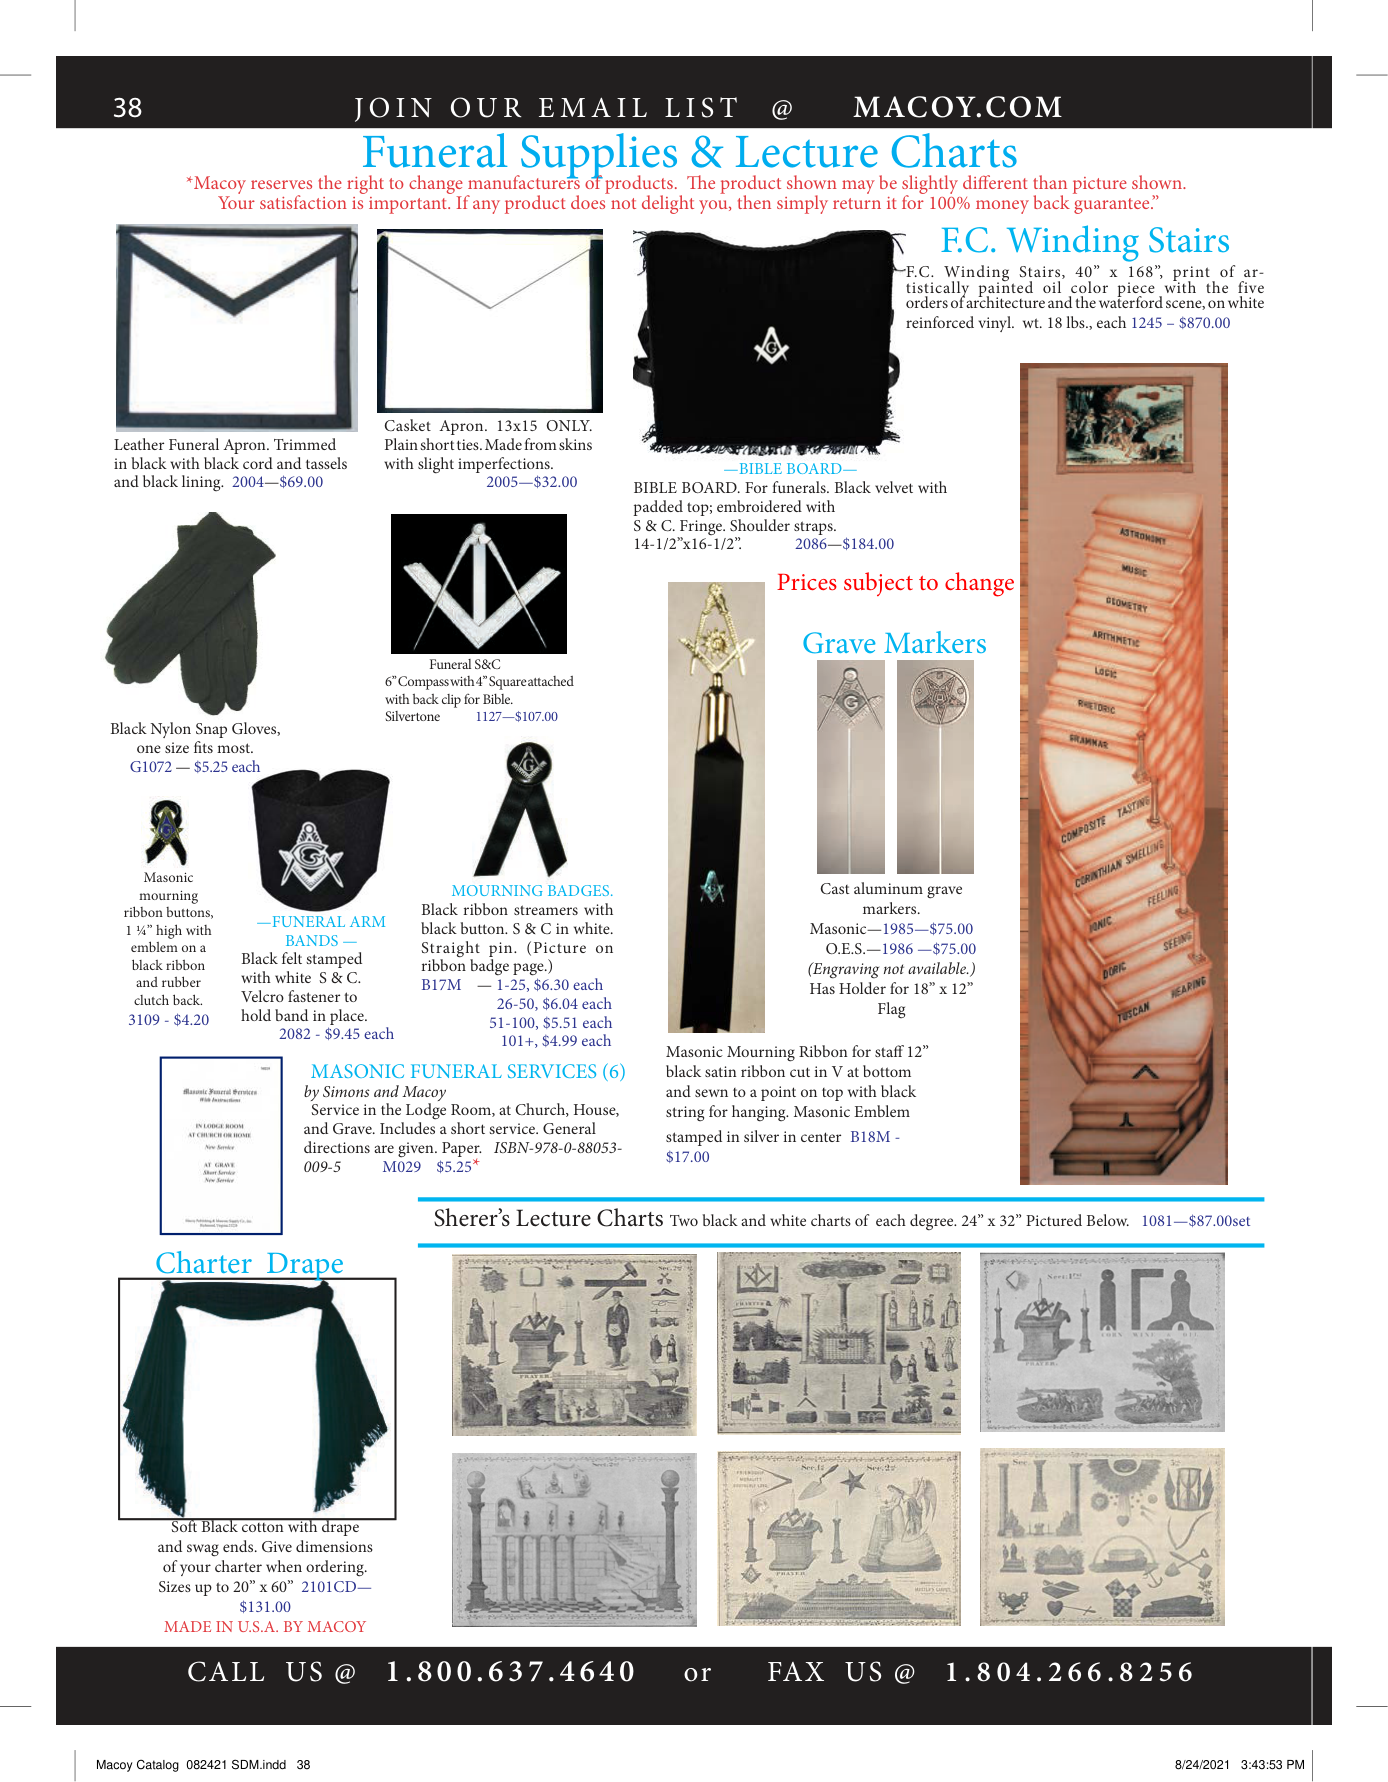 38 JOIN OUR EMAIL LIST @ MACOY.COM
Funeral Supplies & Lecture Charts
*Macoy reserves the right to change manufacturers of products. The product shown may be slightly different than picture shown.
Your satisfaction is important. If any product does not delight you, then simply return it for 100% money back guarantee.”
Leather Funeral Apron. Trimmed
in black with black cord and tassels
and black lining. 2004—$69.00
Casket Apron. 13x15 ONLY.
Plain short ties. Made from skins
with slight imperfections.
2005—$32.00
—BIBLE BOARD—
BIBLE BOARD. For funerals. Black velvet with
padded top; embroidered with
S & C. Fringe. Shoulder straps.
14-1/2”x16-1/2”. 2086—$184.00
F.C. Winding Stairs
F.C. Winding Stairs, 40” x 168”, print of ar-
tistically painted oil color piece with the five
orders of architecture and the waterford scene, on white
reinforced vinyl. wt. 18 lbs., each 1245 – $870.00
ASTRONOMY
MUSIC
GEOMETRY
ARITHMETIC
LOGIC
RHETORIC
GRAMMAR
COMPOSITE TASTING
CORINTHIAN SMELLING
FEELING
IONIC
SEEING
DORIC
HEARING
TUSCAN
Black Nylon Snap Gloves,
one size fits most.
G1072 — $5.25 each
Funeral S&C
6” Compass with 4” Square attached
with back clip for Bible.
Silvertone 1127—$107.00
Prices subject to change
Grave Markers
Cast aluminum grave
markers.
Masonic—1985—$75.00
O.E.S.—1986 —$75.00
(Engraving not available.)
Has Holder for 18” x 12”
Flag
Masonic
mourning
ribbon buttons,
1 ¼” high with
emblem on a
black ribbon
and rubber
clutch back.
3109 - $4.20
—FUNERAL ARM
BANDS —
Black felt stamped
with white S & C.
Velcro fastener to
hold band in place.
2082 - $9.45 each
MOURNING BADGES.
Black ribbon streamers with
black button. S & C in white.
Straight pin. (Picture on
ribbon badge page.)
B17M — 1-25, $6.30 each
26-50, $6.04 each
51-100, $5.51 each
101+, $4.99 each
Masonic Mourning Ribbon for staff 12”
black satin ribbon cut in V at bottom
and sewn to a point on top with black
string for hanging. Masonic Emblem
stamped in silver in center B18M -
$17.00
Masonic Funeral Services
With Instructions
IN LODGE ROOM
AT CHURCH OR HOME
New Service
AT GRAVE
Short Service
New Service
MASONIC FUNERAL SERVICES (6)
by Simons and Macoy
Service in the Lodge Room, at Church, House,
and Grave. Includes a short service. General
directions are given. Paper. ISBN-978-0-88053-
009-5 M029 $5.25*
Sherer’s Lecture Charts Two black and white charts of each degree. 24” x 32” Pictured Below. 1081—$87.00set
PRAYER
CHARTER
CORN WINE & OIL
PRAYER
FRIENDSHIP
MORALITY
PRAYER
Charter Drape
Soft Black cotton with drape
and swag ends. Give dimensions
of your charter when ordering.
Sizes up to 20” x 60” 2101CD—
$131.00
MADE IN U.S.A. BY MACOY
CALL US @ 1.800.637.4640 or FAX US @ 1.804.266.8256
Macoy Catalog 082421 SDM.indd 38
8/24/2021 3:43:53 PM